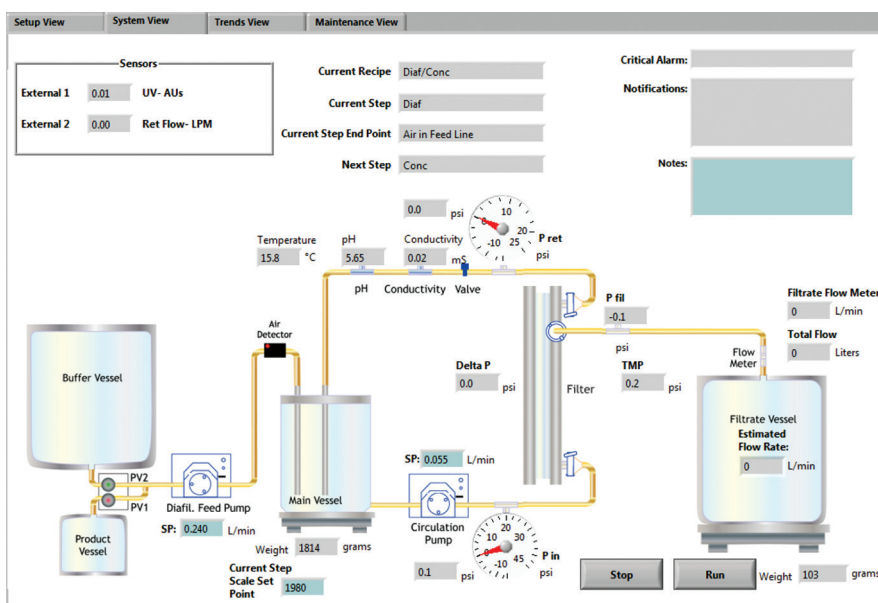 Setup View
System View
Trends View
Maintenance View
Sensors
External 1 0.01 UV- AUs
External 2 0.00 Ret Flow- LPM
Current Recipe Diaf/Conc
Current Step Diaf
Current Step End Point Air in Feed Line
Next Step Conc
Critical Alarm:
Notifications:
Notes:
0.0 psi
0 10 20 25 -10
P ret
psi
Temperature
15.8 °C
pH
5.65
Conductivity
0.02 mS
pH Conductivity Valve
P fil
-0.1
psi
Filtrate Flow Meter
0 L/min
Total Flow
0 Liters
Air
Detector
Buffer Vessel
Delta P
0.0 psi
Filter
TMP
0.2 psi
Flow
Meter
Filtrate Vessel
Estimated
Flow Rate:
0 L/min
PV2
PV1
Product
Vessel
Diafil. Feed Pump
SP: 0.240 L/min
Main Vessel
SP: 0.055 L/min
Circulation
Pump
Weight 1814 grams
Current Step
Scale Set
Point
1980
0.1 psi
0 10 20 30 45 -10
P in
psi
Stop
Run
Weight 103 grams